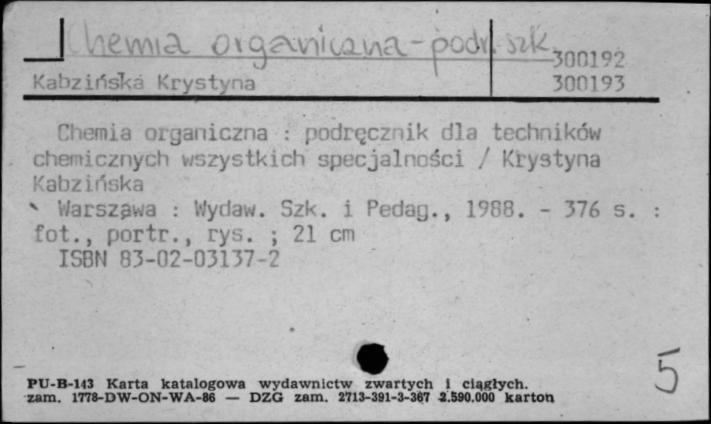 Chemia organiczna - podr. szk.
300192
Kabzińska Krystyna 300193
Chemia organiczna : podręcznik dla techników
chemicznych wszystkich specjalności / Krystyna
Kabzińska
Warszawa : Wydaw. Szk. i Pedag., 1988. - 376 s. :
fot., portr., rys. ; 21 cm
ISBN 83-02-03137-2
5
PU-B-143 Karta katalogowa wydawnictw zwartych i ciągłych.
zam. 1778-DW-ON-WA-86 — DZG zam. 2713-391-3-367 2.590.000 karton